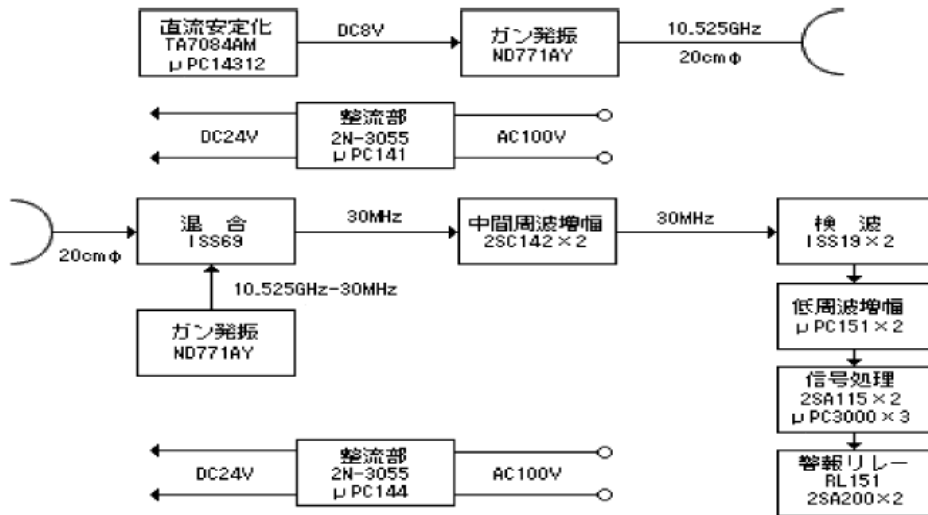 直流安定化
TA7084AM
μPC14312
DC8V
ガン発振
ND771AY
10.525GHz
20cmφ
DC24V
整流部
2N-3055
μPC141
AC100V
20cmφ
混 合
ISS69
30MHz
中間周波増幅
2SC142×2
30MHz
検 波
ISS19×2
10.525GHz-30MHz
ガン発振
ND771AY
低周波増幅
μPC151×2
信号処理
2SA115×2
μPC3000×3
DC24V
整流部
2N-3055
μPC144
AC100V
警報リレー
RL151
2SA200×2